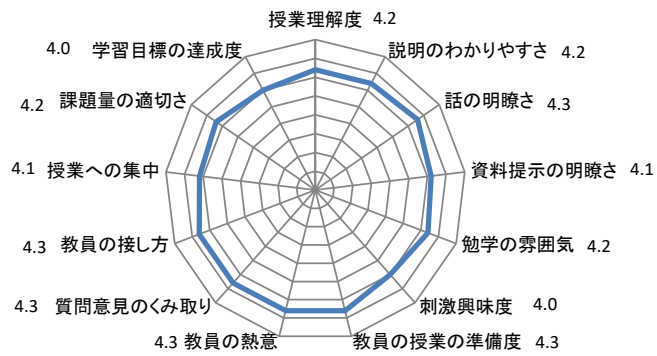 授業理解度 4.2
説明のわかりやすさ 4.2
話の明瞭さ 4.3
資料提示の明瞭さ 4.1
勉学の雰囲気 4.2
刺激興味度 4.0
教員の授業の準備度 4.3
4.3 教員の熱意
4.3 質問意見のくみ取り
4.3 教員の接し方
4.1 授業への集中
4.2 課題量の適切さ
4.0 学習目標の達成度